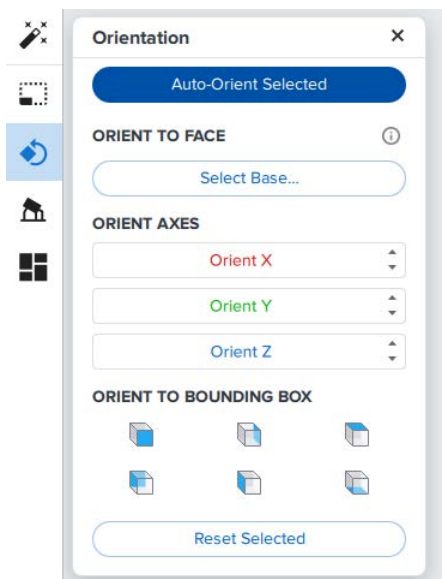 Orientation
Auto-Orient Selected
ORIENT TO FACE
Select Base...
ORIENT AXES
Orient X
Orient Y
Orient Z
ORIENT TO BOUNDING BOX
Reset Selected